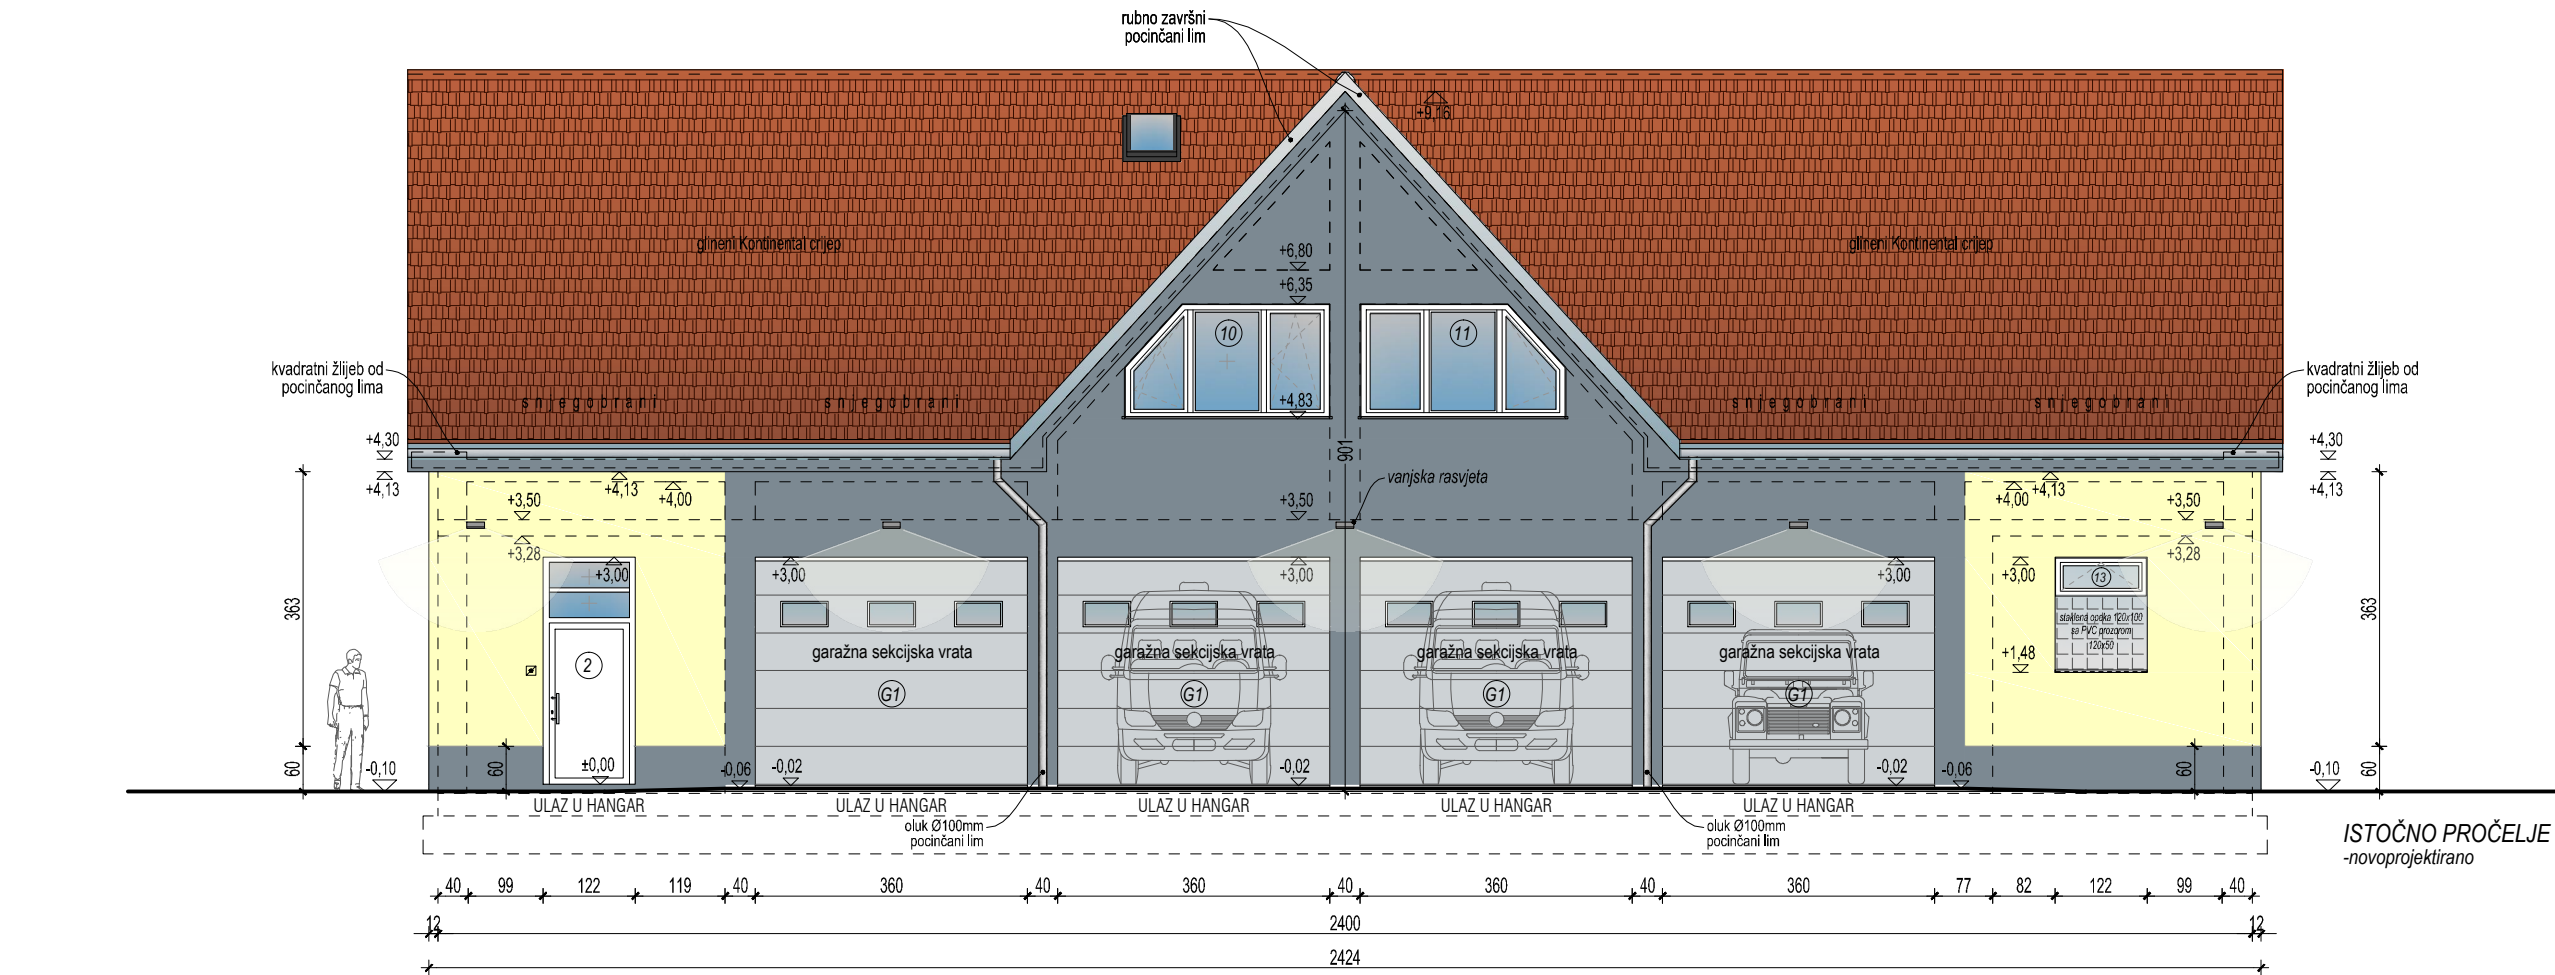 rubno završni
pocinčani lim
+9,16
glineni Kontinental crijep
glineni Kontinental crijep
+6,80
+6,35
10
11
kvadratni žlijeb od
pocinčanog lima
kvadratni žlijeb od
pocinčanog lima
snjegobrani
snjegobrani
+4,83
snjegobrani
snjegobrani
+4,30
+4,13
901
+4,30
+4,13
vanjska rasvjeta
+4,13
+4,00
+3,50
+3,50
+4,00
+4,13
+3,50
+3,28
+3,28
+3,00
+3,00
+3,00
+3,00
+3,00
13
363
363
staklena opeka 120x100
sa PVC prozorom
120x50
2
garažna sekcijska vrata
garažna sekcijska vrata
garažna sekcijska vrata
garažna sekcijska vrata
+1,48
G1
G1
G1
G1
60
-0,10
60
±0,00
-0,06
-0,02
-0,02
-0,02
-0,06
60
-0,10
60
ULAZ U HANGAR
ULAZ U HANGAR
ULAZ U HANGAR
ULAZ U HANGAR
ULAZ U HANGAR
oluk Ø100mm
pocinčani lim
oluk Ø100mm
pocinčani lim
ISTOČNO PROČELJE
-novoprojektirano
40 99 122 119 40 360 40 360 40 360 40 360 77 82 122 99 40
12 2400 12
2424